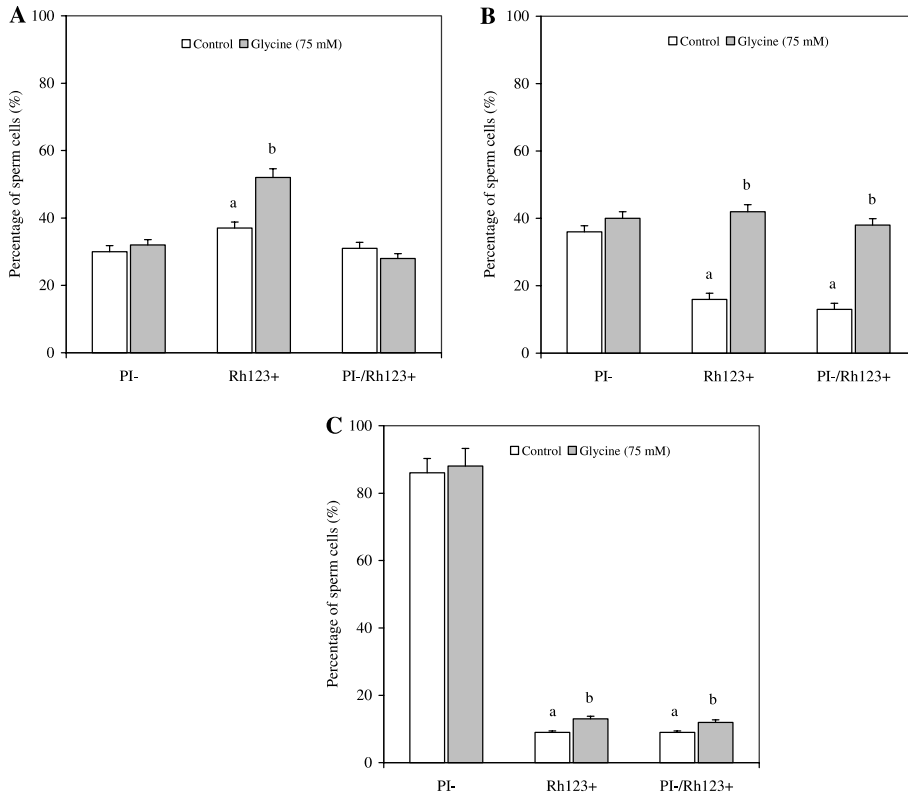 A
100
80
60
40
20
0
Percentage of sperm cells (%)
Control
Glycine (75 mM)
a
b
PI-
Rh123+
PI-/Rh123+
B
100
80
60
40
20
0
Percentage of sperm cells (%)
Control
Glycine (75 mM)
a
b
a
b
PI-
Rh123+
PI-/Rh123+
C
100
80
60
40
20
0
Percentage of sperm cells (%)
Control
Glycine (75 mM)
a
b
a
b
PI-
Rh123+
PI-/Rh123+